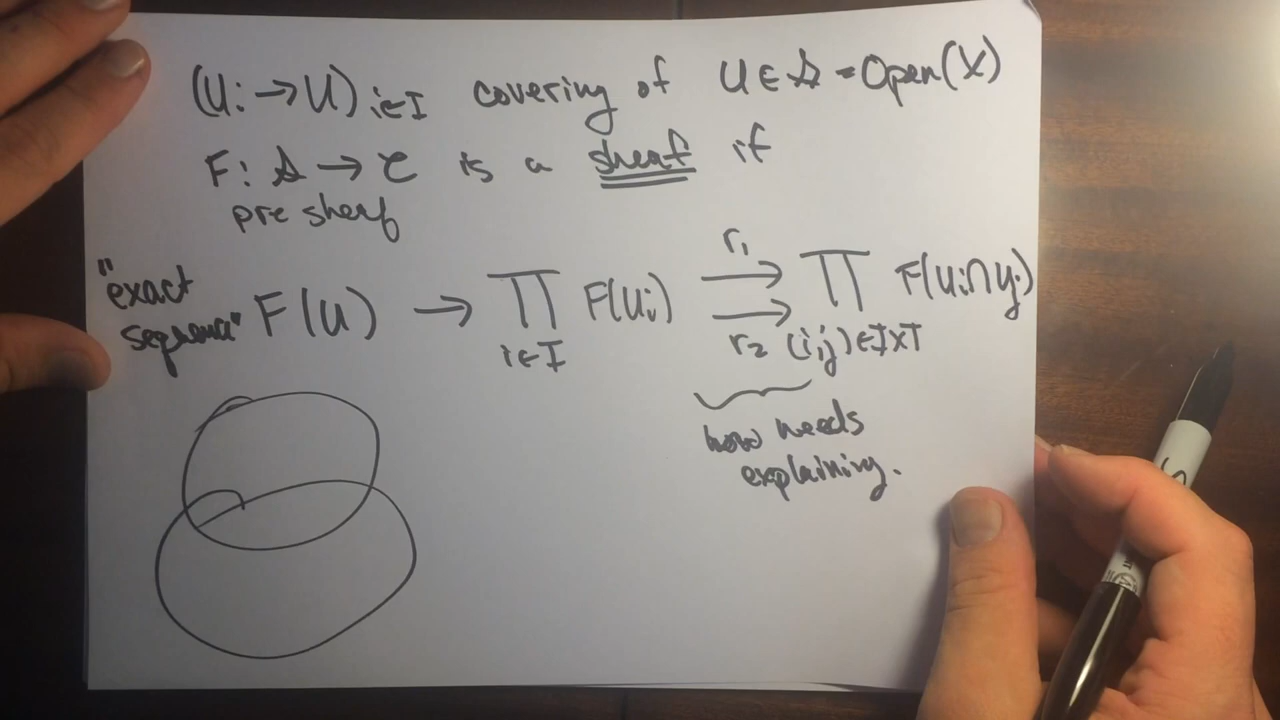 (Ui → U) i∈I covering of U ∈ 𝒮 = Open(X)
F: 𝒮 → 𝒞 is a sheaf if
pre sheaf
"exact sequence" F(U) → ∏ i∈I F(Ui) ⇉ r1 r2 ∏ (i,j)∈I×I F(Ui∩Uj)
how needs
explaining.